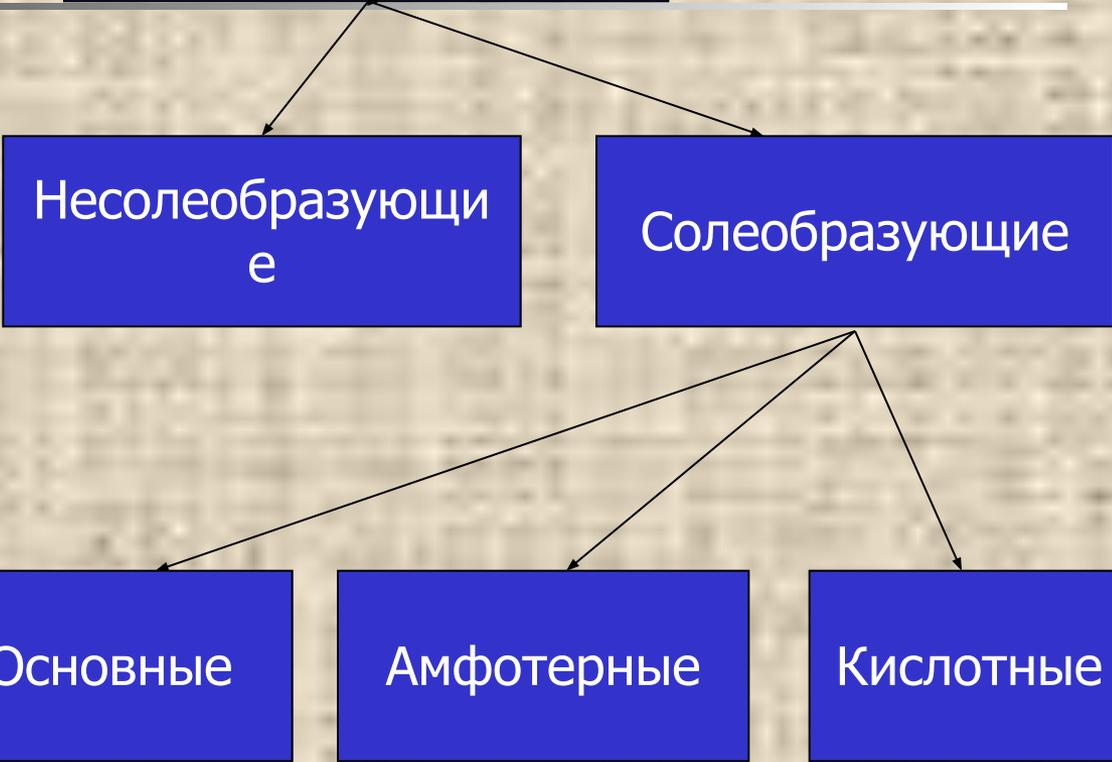 Несолеобразующи
е
Солеобразующие
Основные
Амфотерные
Кислотные